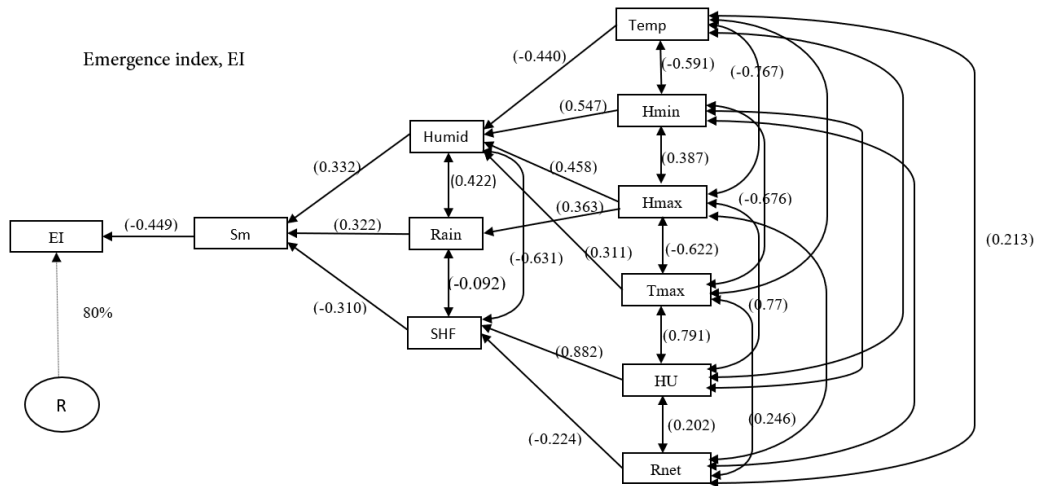 Emergence index, EI
Temp
(-0.440)
(-0.591)
(-0.767)
(0.547)
Hmin
Humid
(0.332)
(0.458)
(0.387)
(0.422)
Hmax
(-0.676)
(0.363)
(-0.449)
EI
Sm
(0.322)
Rain
(0.213)
(-0.622)
(0.311)
(-0.631)
(-0.092)
Tmax
(-0.310)
(0.77)
80%
SHF
(0.791)
(0.882)
HU
R
(0.246)
(0.202)
(-0.224)
Rnet